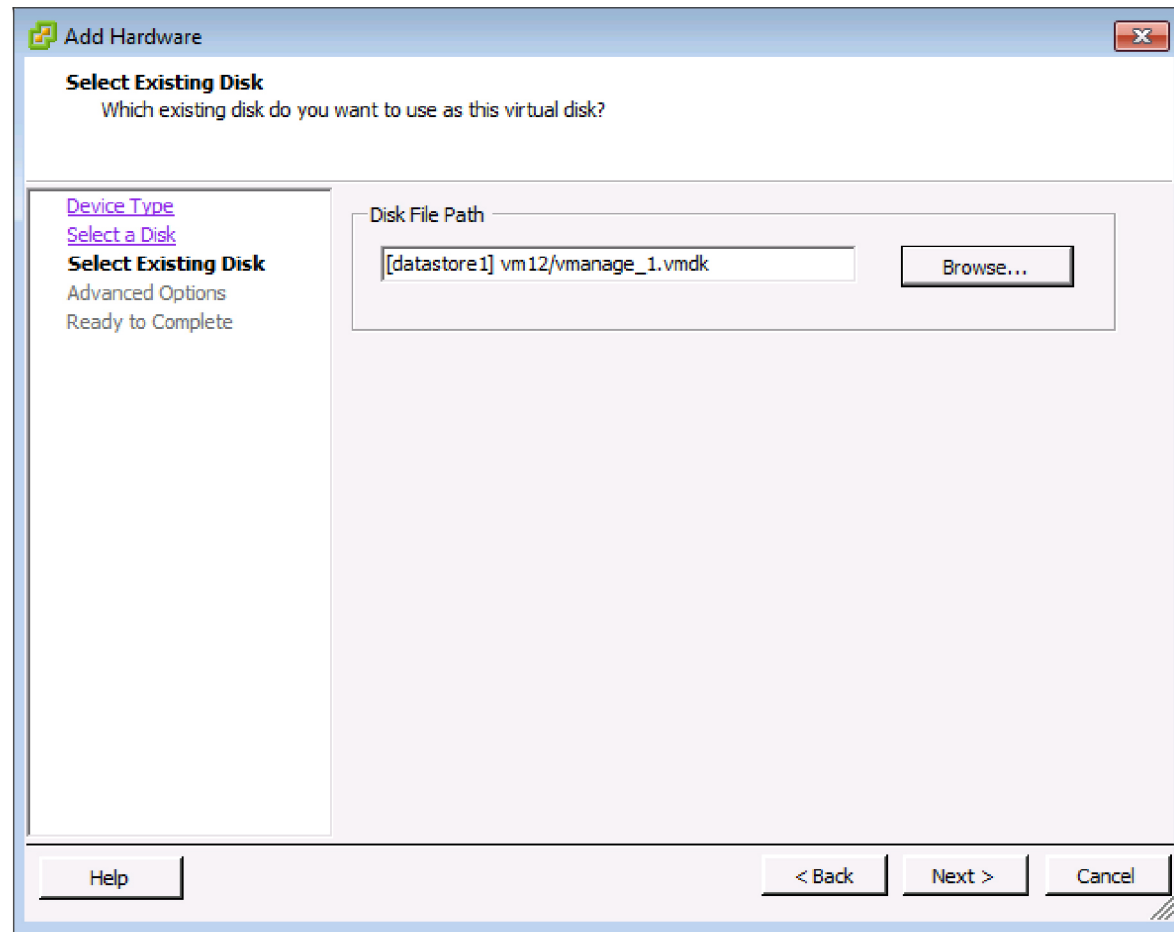 Add Hardware
Select Existing Disk
Which existing disk do you want to use as this virtual disk?
Device Type
Select a Disk
Select Existing Disk
Advanced Options
Ready to Complete
Disk File Path
[datastore1] vm12/vmanage_1.vmdk
Browse...
Help
< Back
Next >
Cancel